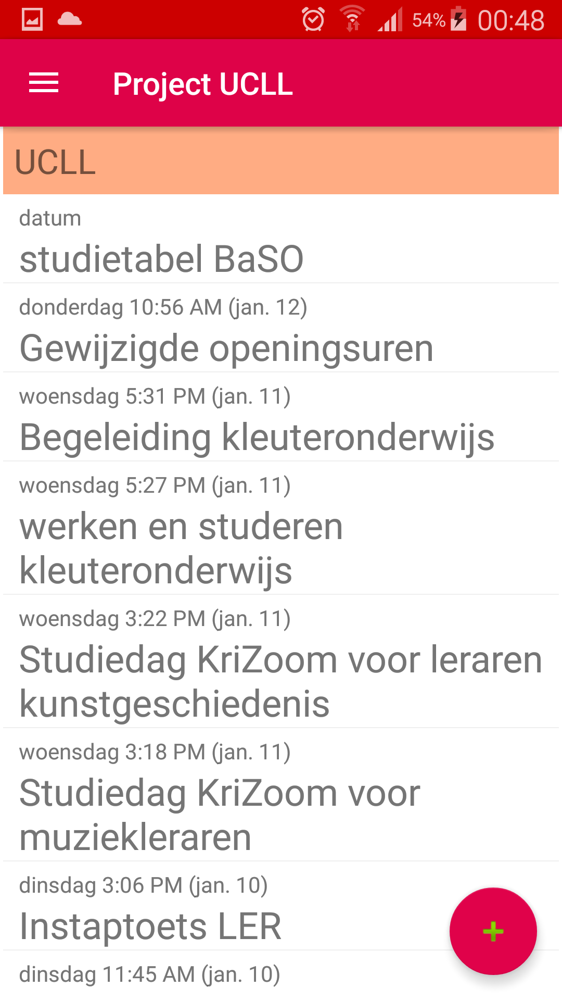 54% 00:48
Project UCLL
UCLL
datum
studietabel BaSO
donderdag 10:56 AM (jan. 12)
Gewijzigde openingsuren
woensdag 5:31 PM (jan. 11)
Begeleiding kleuteronderwijs
woensdag 5:27 PM (jan. 11)
werken en studeren
kleuteronderwijs
woensdag 3:22 PM (jan. 11)
Studiedag KriZoom voor leraren
kunstgeschiedenis
woensdag 3:18 PM (jan. 11)
Studiedag KriZoom voor
muziekleraren
dinsdag 3:06 PM (jan. 10)
Instaptoets LER
dinsdag 11:45 AM (jan. 10)